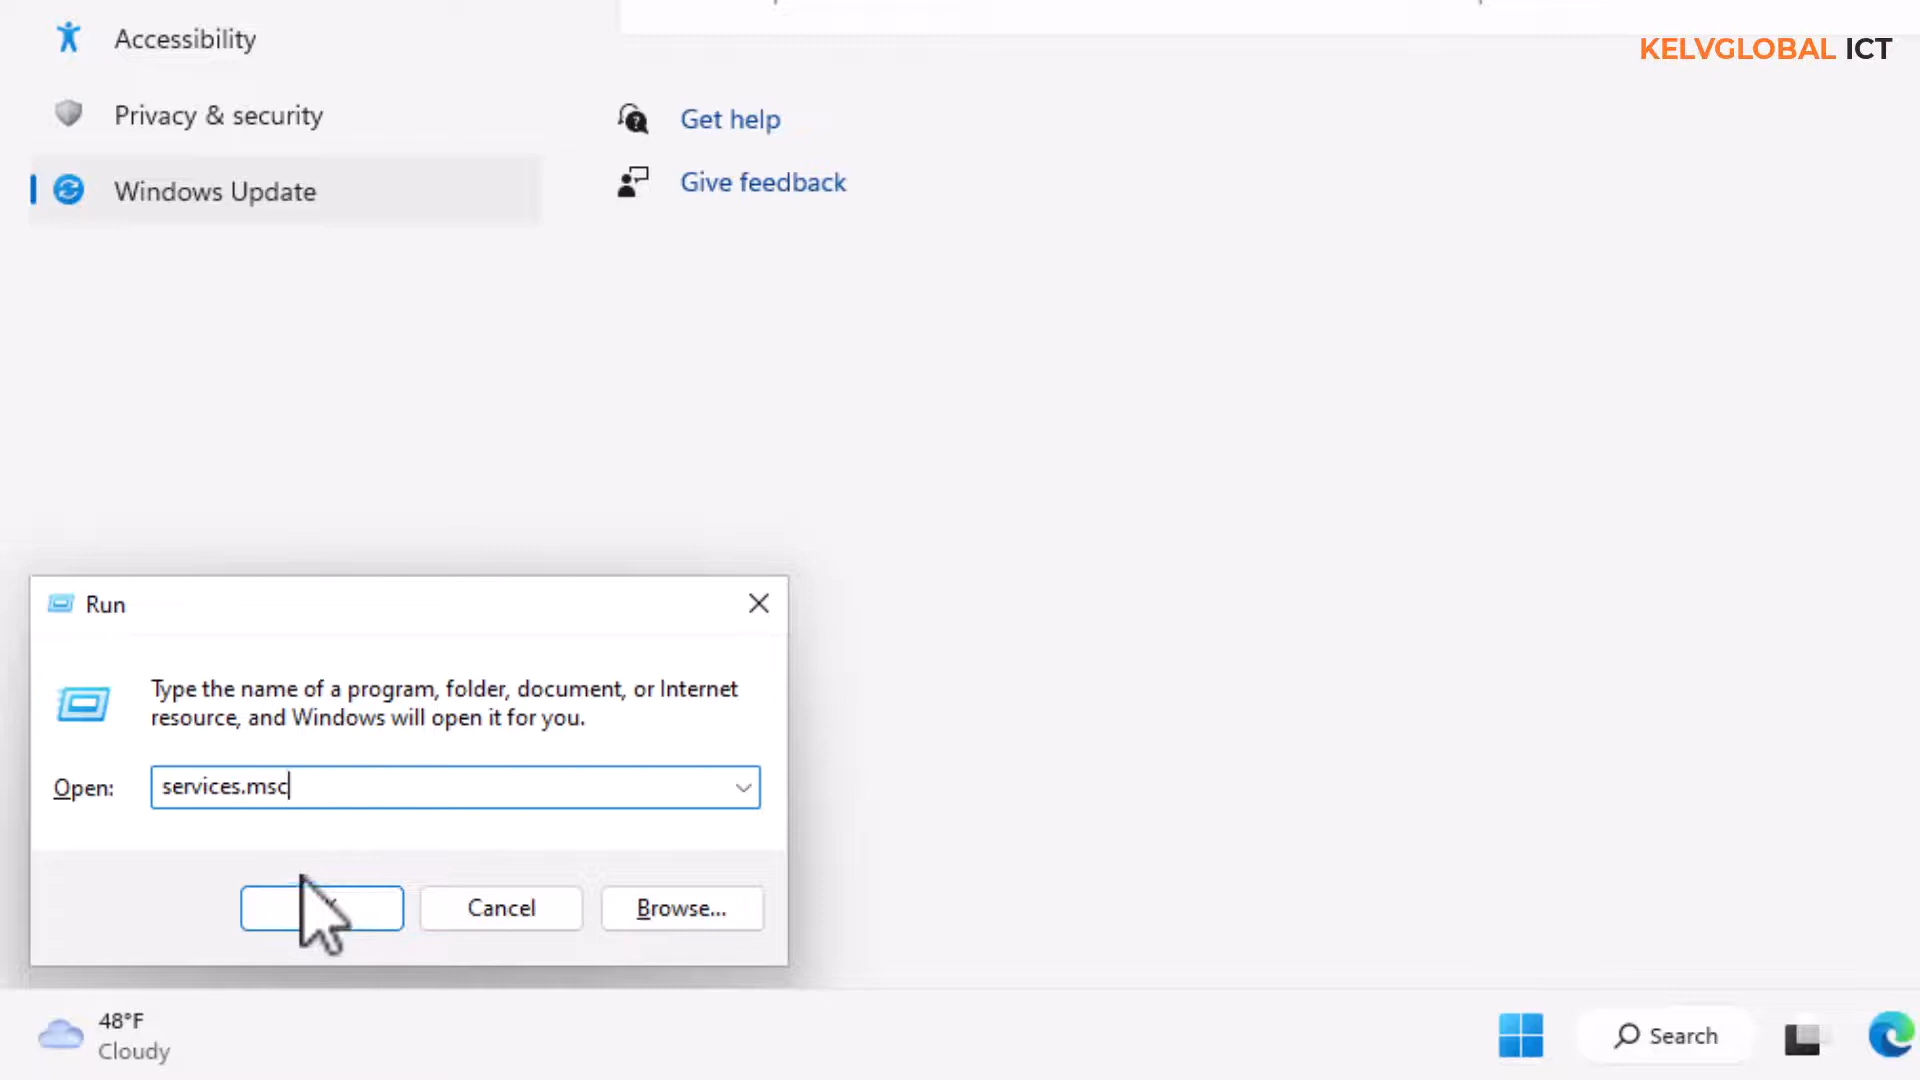 Accessibility
KELVGLOBAL ICT
Privacy & security
Get help
Windows Update
Give feedback
Run
Type the name of a program, folder, document, or Internet
resource, and Windows will open it for you.
Open:
services.msc
Cancel
Browse...
48°F
Cloudy
Search